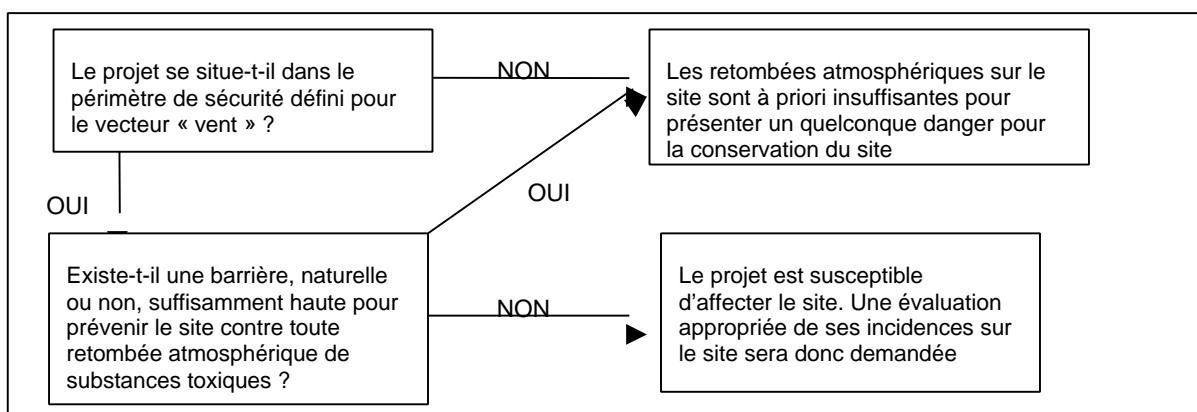 Le projet se situe-t-il dans le
périmètre de sécurité défini pour
le vecteur « vent » ?
NON
Les retombées atmosphériques sur le
site sont à priori insuffisantes pour
présenter un quelconque danger pour
la conservation du site
OUI
OUI
Existe-t-il une barrière, naturelle
ou non, suffisamment haute pour
prévenir le site contre toute
retombée atmosphérique de
substances toxiques ?
NON
Le projet est susceptible
d’affecter le site. Une évaluation
appropriée de ses incidences sur
le site sera donc demandée